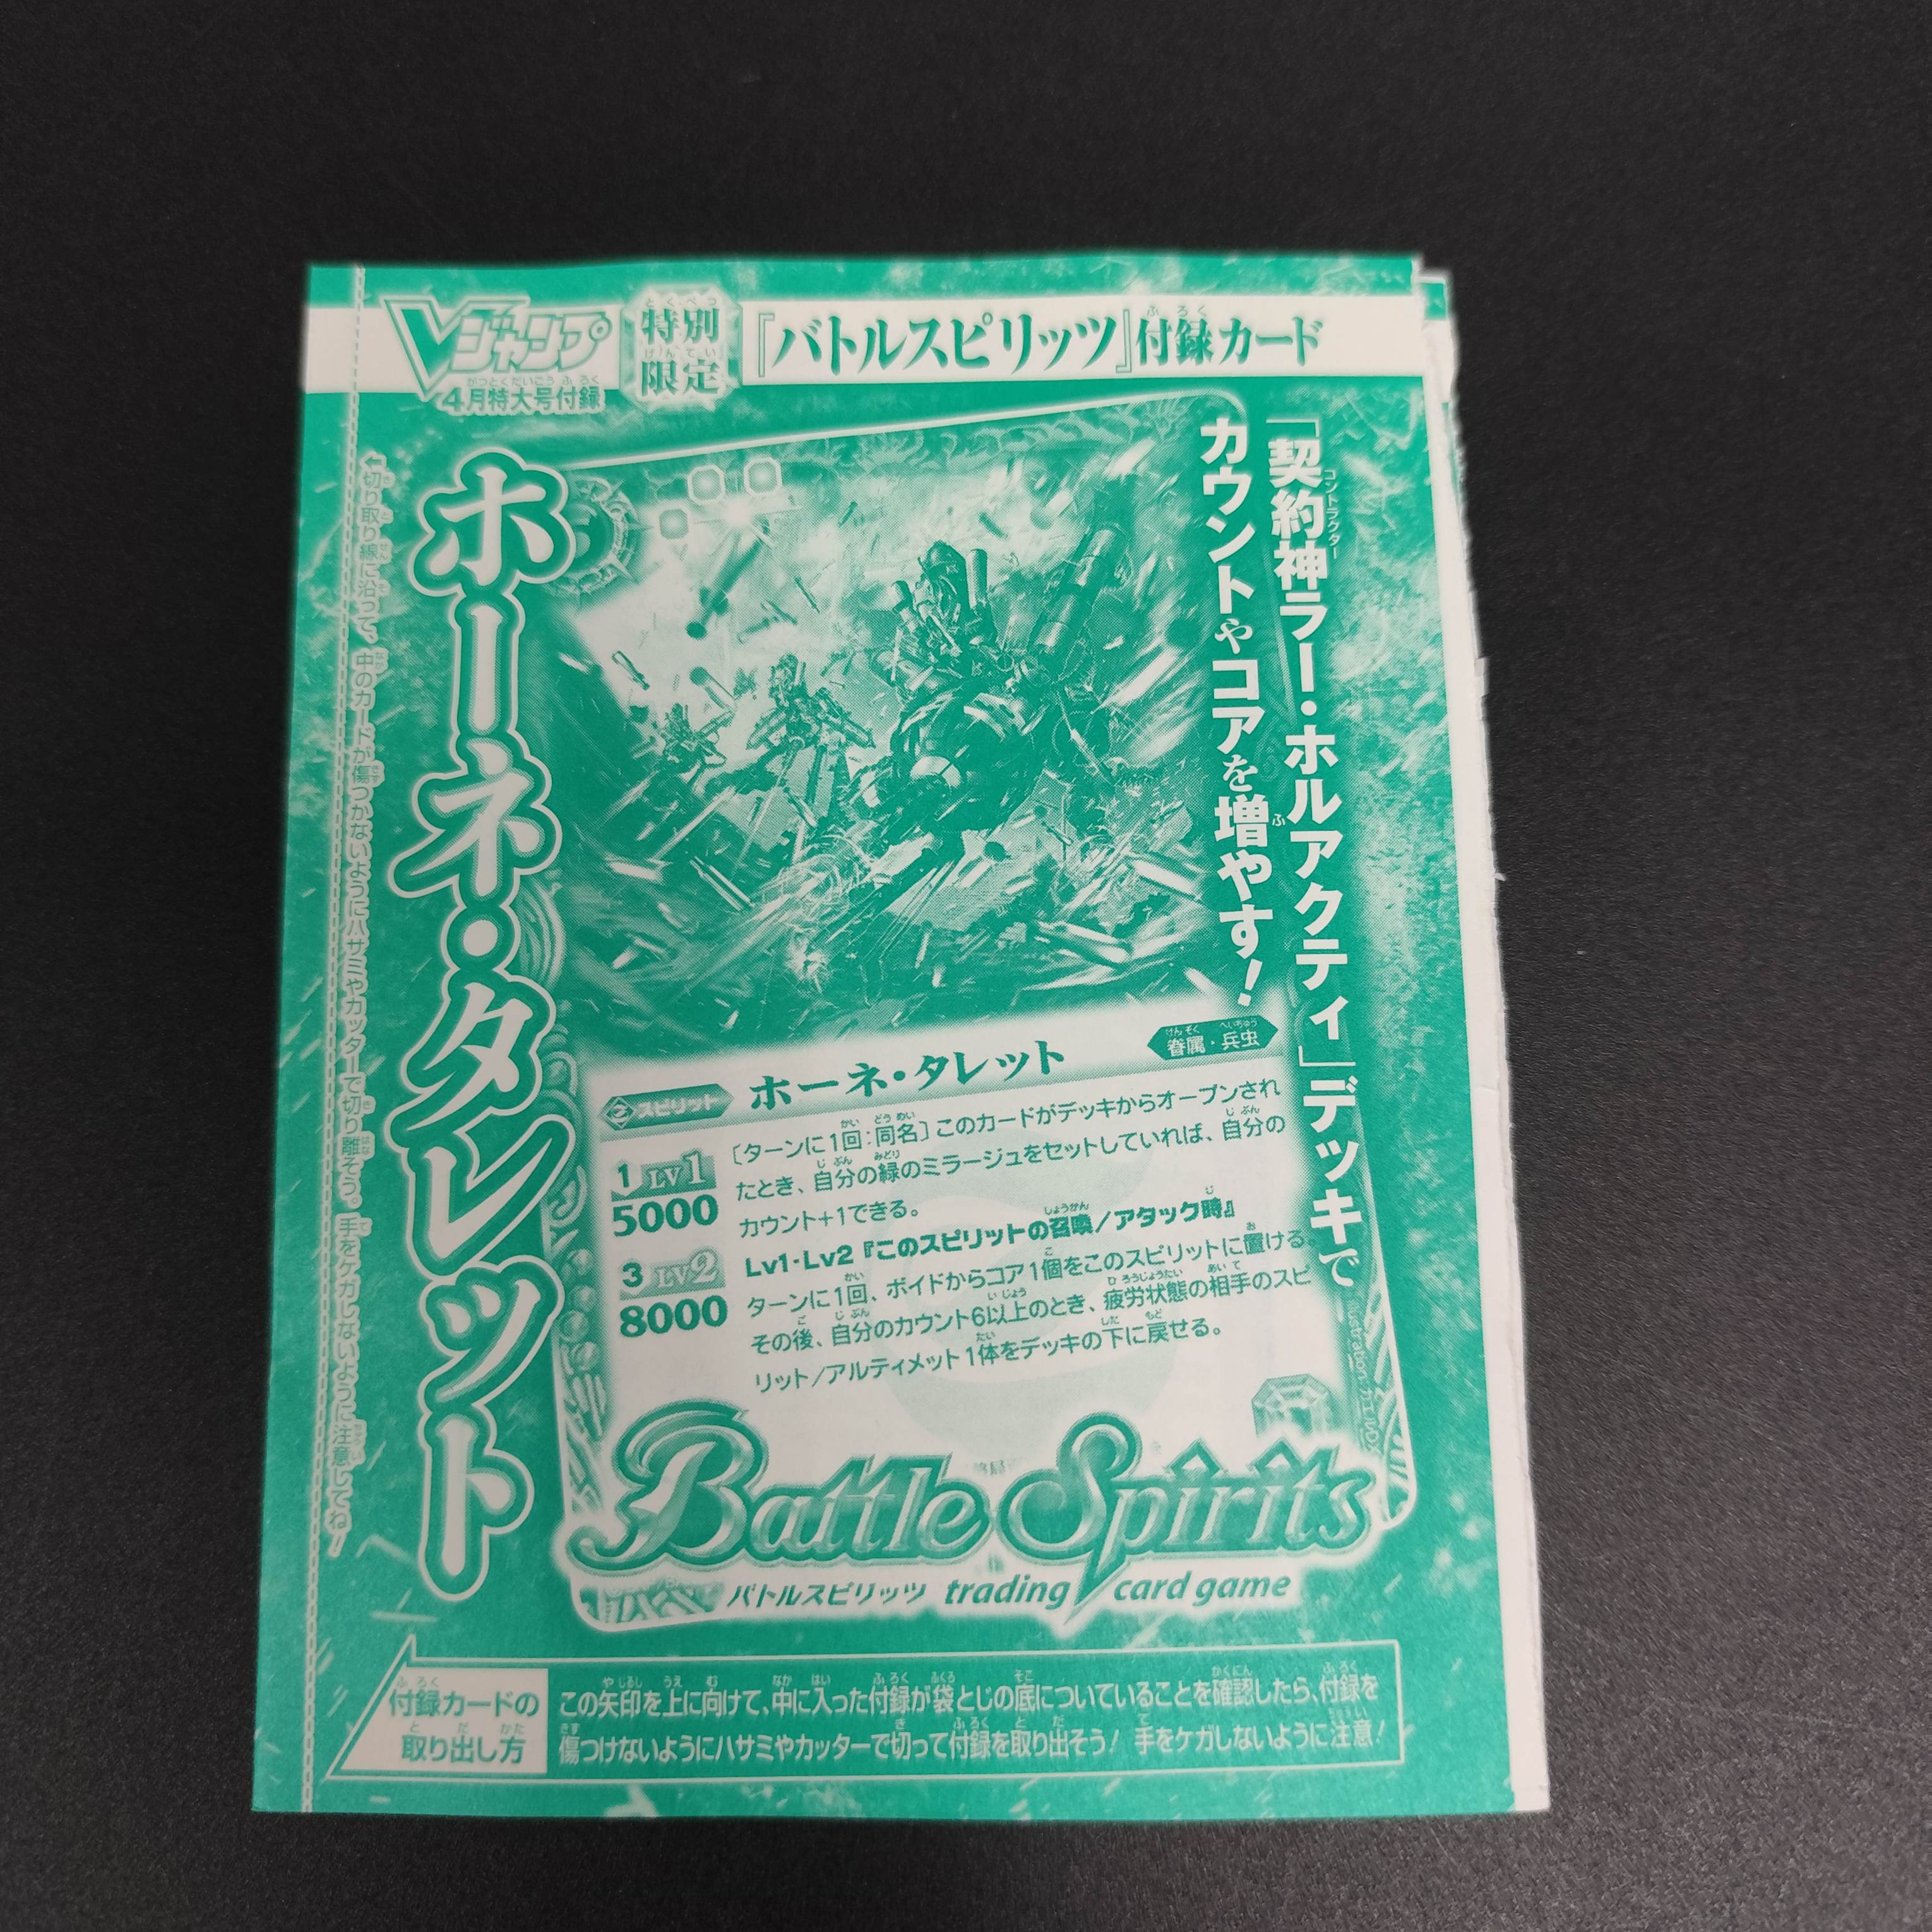 Vジャンプ
4月特大号付録
特別
限定
『バトルスピリッツ』付録カード
「契約神ラー・ホルアクティ」デッキで
カウントやコアを増やす！
ホーネ・タレット
切り取り線に沿って、中のカードが傷つかないようにハサミやカッターで切り離そう。手をケガしないように注意してね！
スピリット
ホーネ・タレット
眷属・兵虫
1 LV1
5000
3 LV2
8000
〔ターンに1回：同名〕このカードがデッキからオープンされ
たとき、自分の緑のミラージュをセットしていれば、自分の
カウント+1できる。
Lv1・Lv2『このスピリットの召喚／アタック時』
ターンに1回、ボイドからコア1個をこのスピリットに置ける。
その後、自分のカウント6以上のとき、疲労状態の相手のスピ
リット／アルティメット1体をデッキの下に戻せる。
Battle Spirits
バトルスピリッツ trading card game
付録カードの
取り出し方
この矢印を上に向けて、中に入った付録が袋とじの底についていることを確認したら、付録を
傷つけないようにハサミやカッターで切って付録を取り出そう！ 手をケガしないように注意！